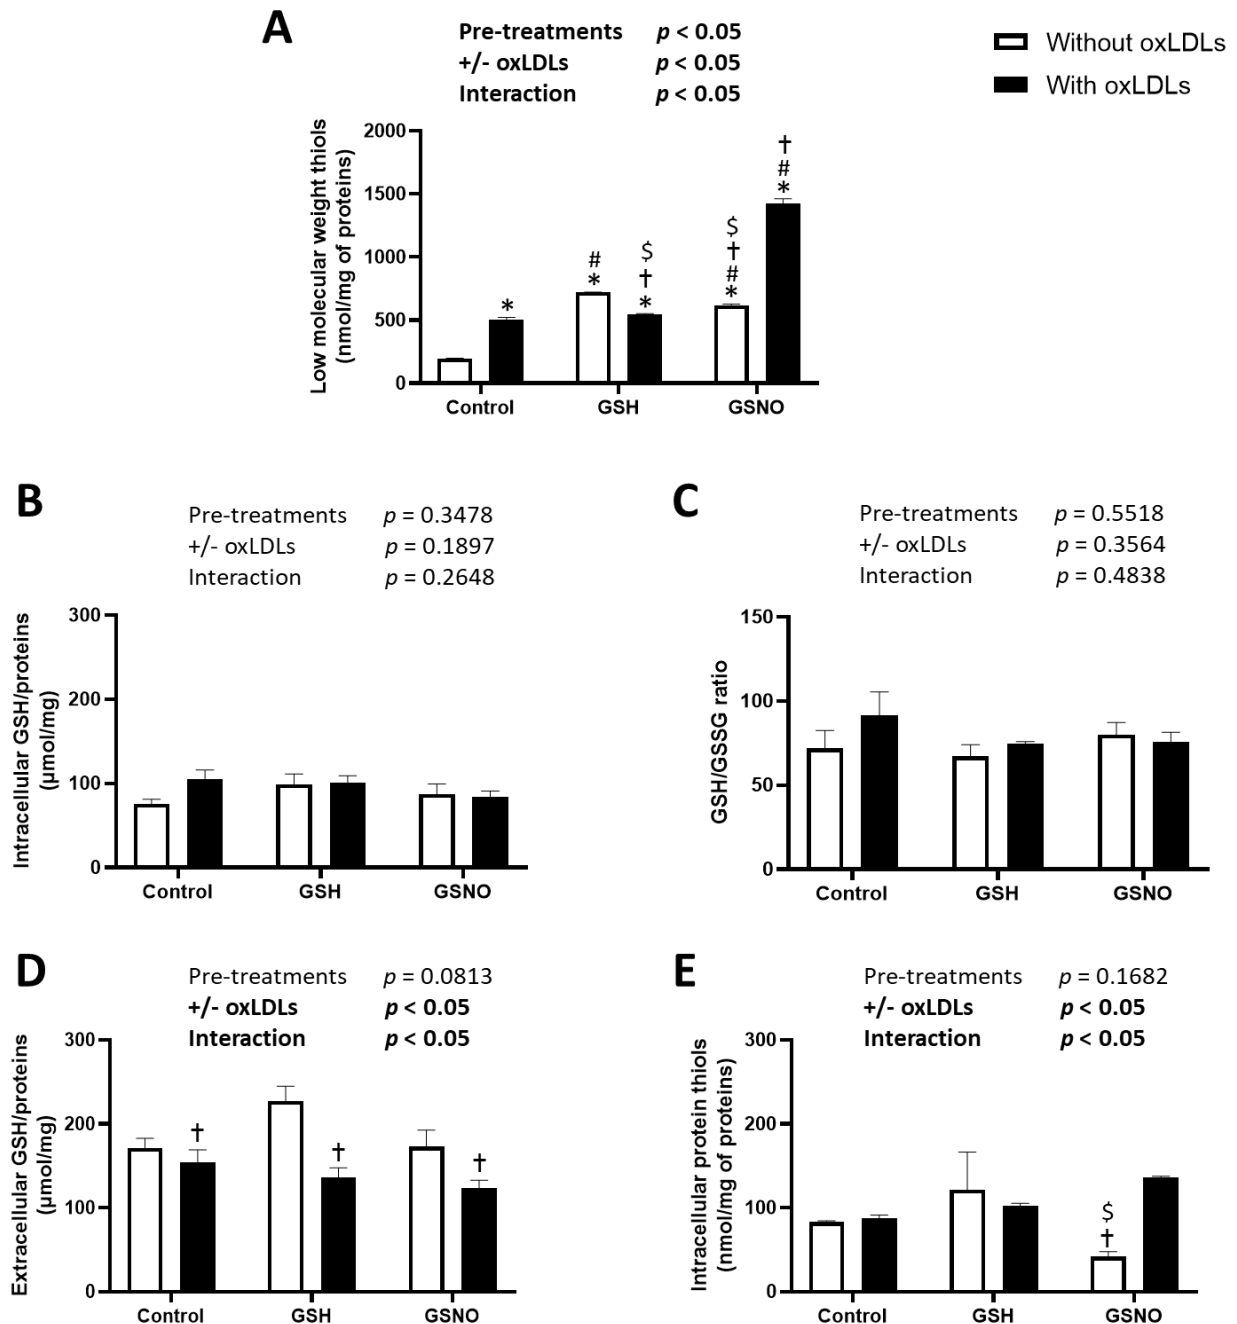 A
Pre-treatments p < 0.05
+/- oxLDLs p < 0.05
Interaction p < 0.05
Without oxLDLs
With oxLDLs
Low molecular weight thiols
(nmol/mg of proteins)
2000
1500
1000
500
0
*
#
*
$
†
*
$
†
#
*
†
#
*
Control GSH GSNO
B
Pre-treatments p = 0.3478
+/- oxLDLs p = 0.1897
Interaction p = 0.2648
Intracellular GSH/proteins
(µmol/mg)
300
200
100
0
Control GSH GSNO
C
Pre-treatments p = 0.5518
+/- oxLDLs p = 0.3564
Interaction p = 0.4838
GSH/GSSG ratio
150
100
50
0
Control GSH GSNO
D
Pre-treatments p = 0.0813
+/- oxLDLs p < 0.05
Interaction p < 0.05
Extracellular GSH/proteins
(µmol/mg)
300
200
100
0
†
†
†
Control GSH GSNO
E
Pre-treatments p = 0.1682
+/- oxLDLs p < 0.05
Interaction p < 0.05
Intracellular protein thiols
(nmol/mg of proteins)
300
200
100
0
$
†
Control GSH GSNO